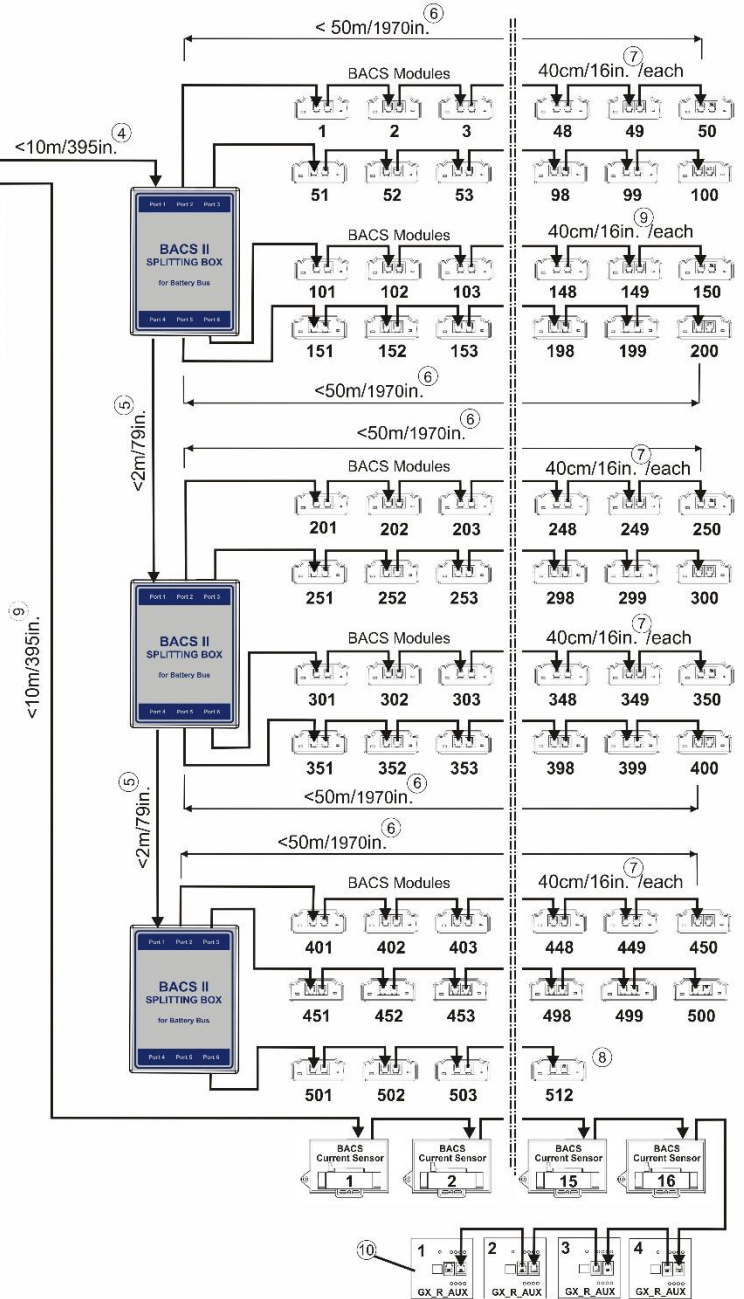 < 50m/1970in. ⑥
BACS Modules 40cm/16in. ⑦ /each
1 2 3 48 49 50
<10m/395in. ④
51 52 53 98 99 100
Port 1 Port 2 Port 3
BACS II
SPLITTING BOX
for Battery Bus
Port 4 Port 5 Port 6
BACS Modules 40cm/16in. ⑨ /each
101 102 103 148 149 150
151 152 153 198 199 200
<50m/1970in. ⑥
<2m/79in. ⑤
<50m/1970in. ⑥
BACS Modules 40cm/16in. ⑦ /each
201 202 203 248 249 250
251 252 253 298 299 300
Port 1 Port 2 Port 3
BACS II
SPLITTING BOX
for Battery Bus
Port 4 Port 5 Port 6
<10m/395in. ⑨
BACS Modules 40cm/16in. ⑦ /each
301 302 303 348 349 350
351 352 353 398 399 400
<50m/1970in. ⑥
<2m/79in. ⑤
<50m/1970in. ⑥
BACS Modules 40cm/16in. ⑦ /each
401 402 403 448 449 450
451 452 453 498 499 500
Port 1 Port 2 Port 3
BACS II
SPLITTING BOX
for Battery Bus
Port 4 Port 5 Port 6
501 502 503 512 ⑧
BACS
Current Sensor
1
BACS
Current Sensor
2
BACS
Current Sensor
15
BACS
Current Sensor
16
⑩
1 2 3 4
GX_R_AUX GX_R_AUX GX_R_AUX GX_R_AUX